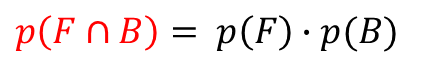 p(F ∩ B) = p(F) · p(B)